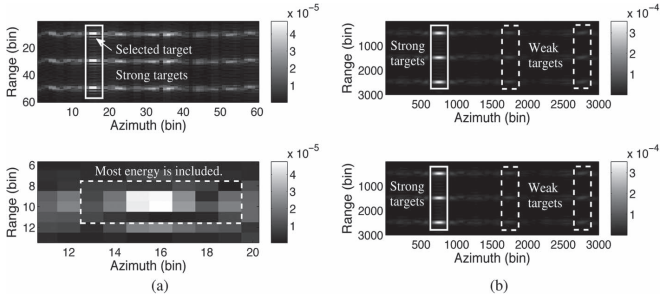 x 10⁻⁵
Range (bin)
20
40
60
Selected target
Strong targets
4
3
2
1
10
20
30
40
50
60
Azimuth (bin)
x 10⁻⁵
Range (bin)
6
8
10
12
Most energy is included.
4
3
2
1
12
14
16
18
20
Azimuth (bin)
(a)
x 10⁻⁴
Range (bin)
1000
2000
3000
Strong
targets
Weak
targets
3
2
1
500
1000
1500
2000
2500
3000
Azimuth (bin)
x 10⁻⁴
Range (bin)
1000
2000
3000
Strong
targets
Weak
targets
3
2
1
500
1000
1500
2000
2500
3000
Azimuth (bin)
(b)